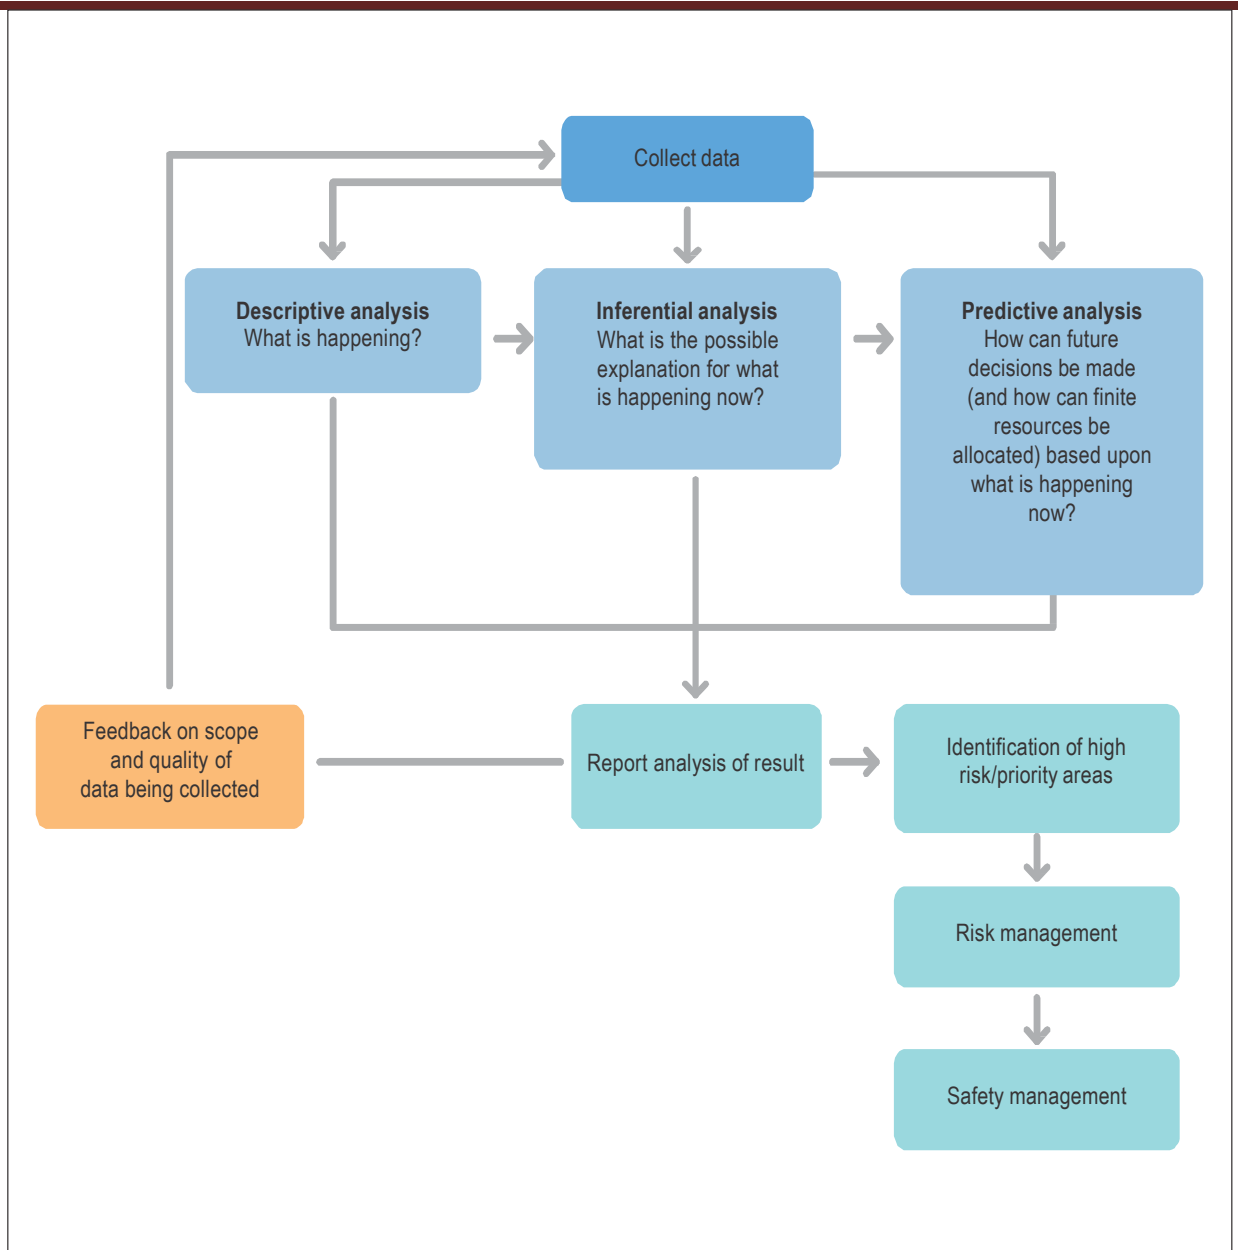 Collect data
Descriptive analysis
What is happening?
Inferential analysis
What is the possible
explanation for what
is happening now?
Predictive analysis
How can future
decisions be made
(and how can finite
resources be
allocated) based upon
what is happening
now?
Feedback on scope
and quality of
data being collected
Report analysis of result
Identification of high
risk/priority areas
Risk management
Safety management